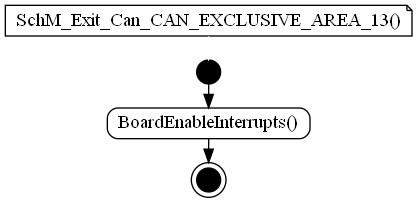 SchM_Exit_Can_CAN_EXCLUSIVE_AREA_13()
BoardEnableInterrupts()